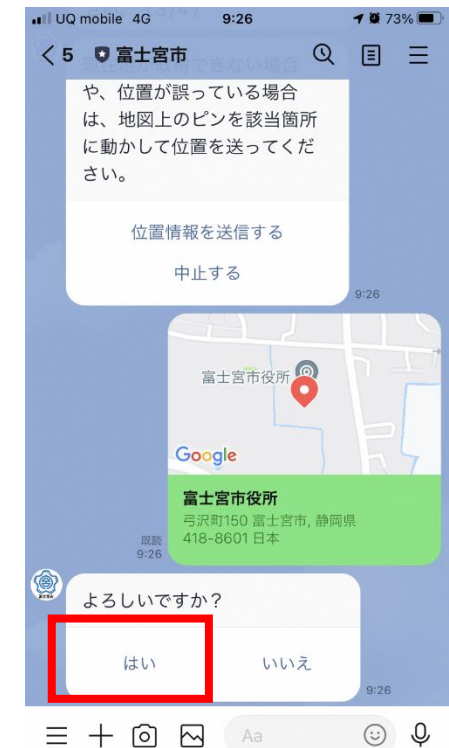 UQ mobile 4G 9:26 73%
5 富士宮市
や、位置が誤っている場合
は、地図上のピンを該当箇所
に動かして位置を送ってくだ
さい。
位置情報を送信する
中止する
9:26
富士宮市役所
Google
富士宮市役所
弓沢町150 富士宮市, 静岡県
418-8601 日本
既読
9:26
よろしいですか？
はい いいえ
9:26
Aa